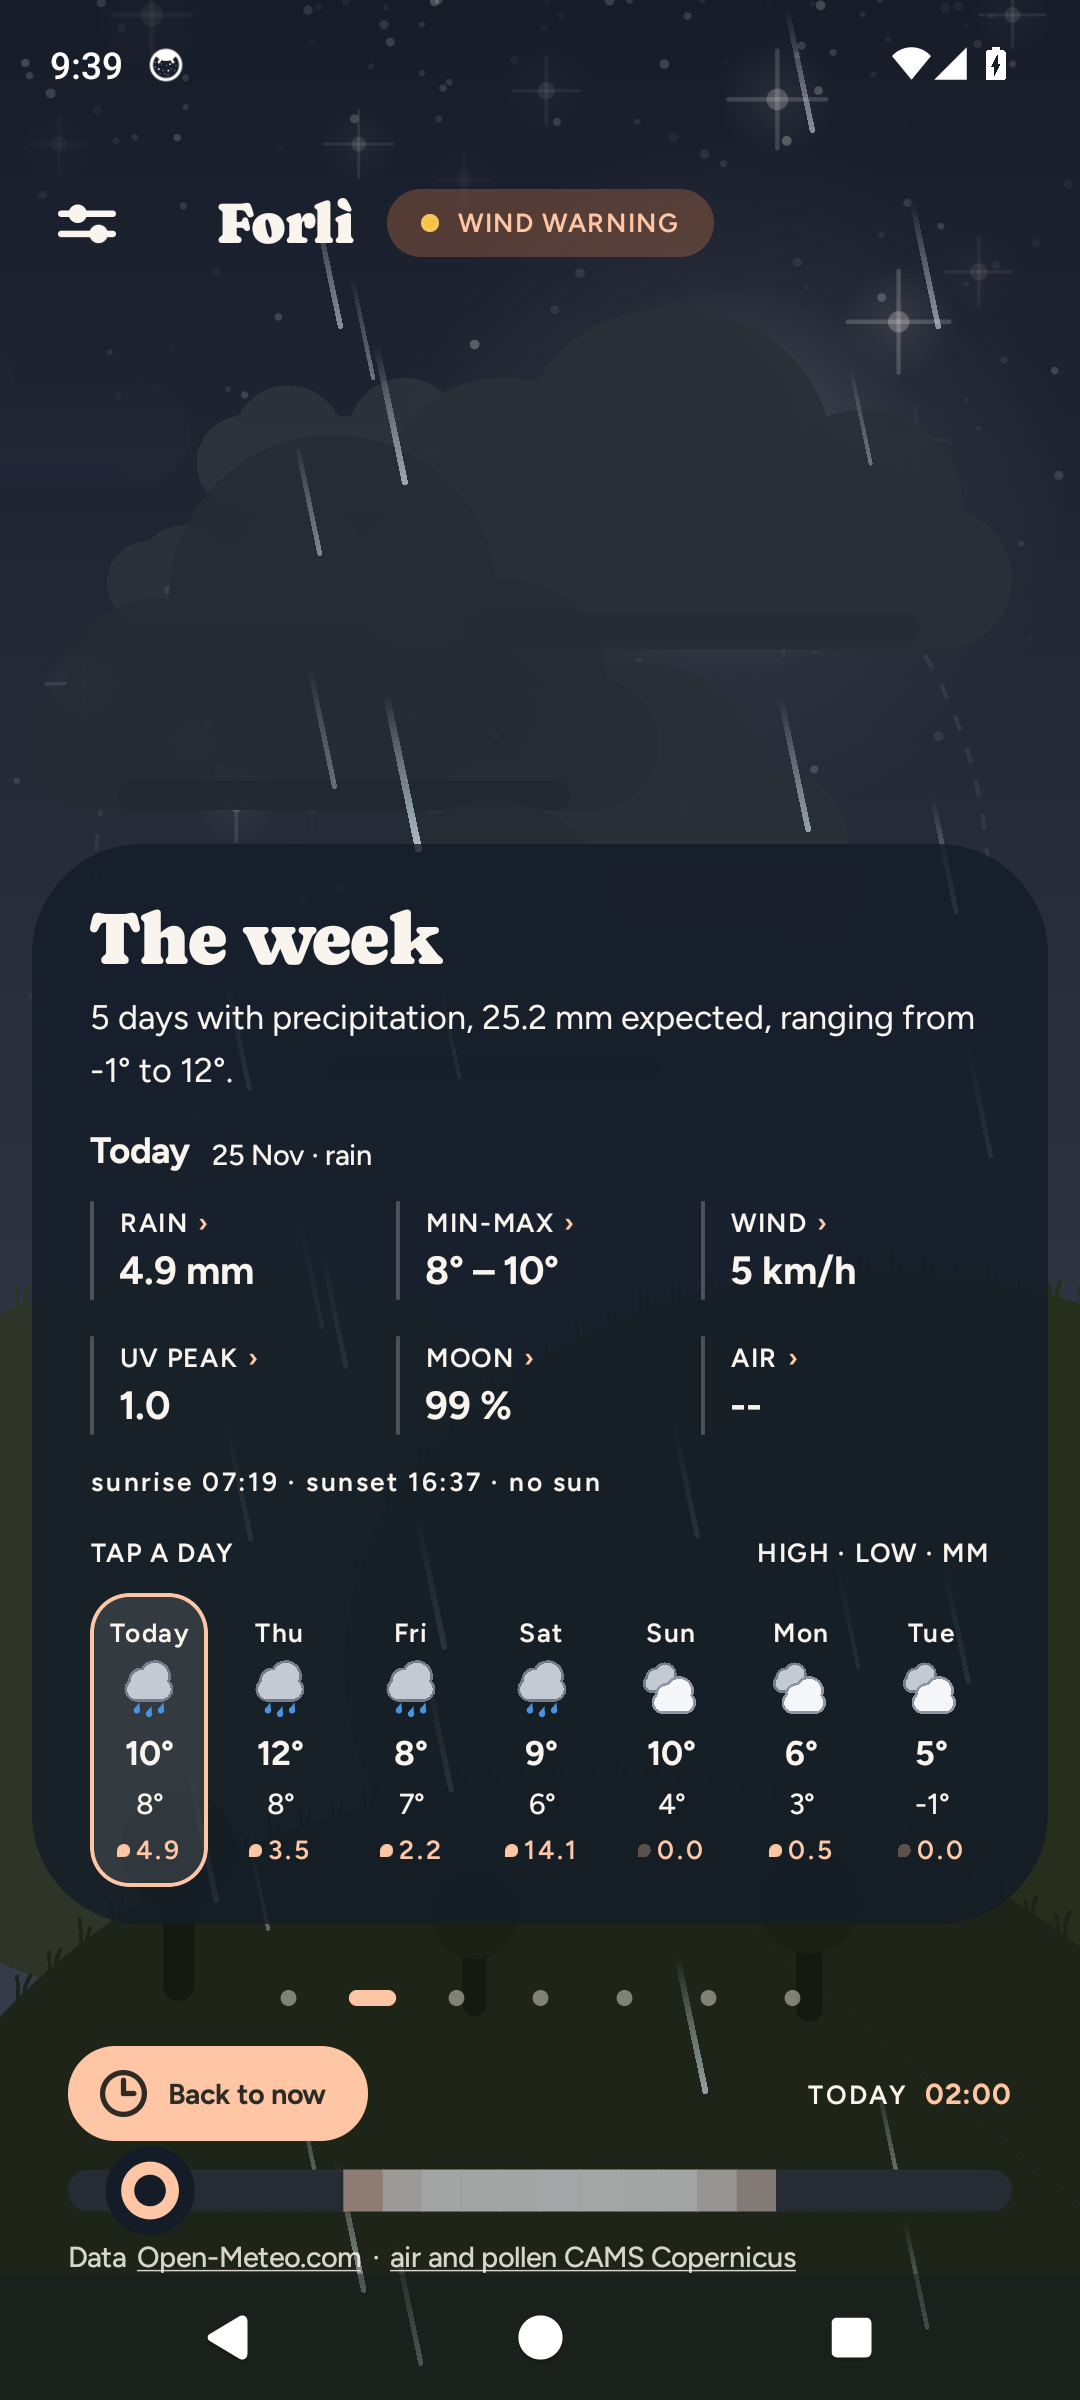 9:39
Forlì
WIND WARNING
The week
5 days with precipitation, 25.2 mm expected, ranging from
-1° to 12°.
Today 25 Nov · rain
RAIN › MIN-MAX › WIND ›
4.9 mm 8° – 10° 5 km/h
UV PEAK › MOON › AIR ›
1.0 99 % --
sunrise 07:19 · sunset 16:37 · no sun
TAP A DAY HIGH · LOW · MM
Today Thu Fri Sat Sun Mon Tue
10° 12° 8° 9° 10° 6° 5°
8° 8° 7° 6° 4° 3° -1°
4.9 3.5 2.2 14.1 0.0 0.5 0.0
Back to now TODAY 02:00
Data Open-Meteo.com · air and pollen CAMS Copernicus